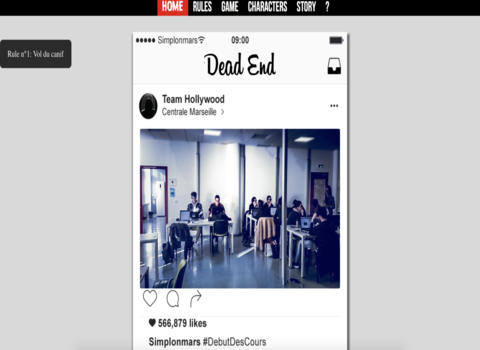 HOME RULES GAME CHARACTERS STORY ?
Rule n°1: Vol du canif
Simplonmars 09:00
Dead End
Team Hollywood
Centrale Marseille >
566,879 likes
Simplonmars #DebutDesCours